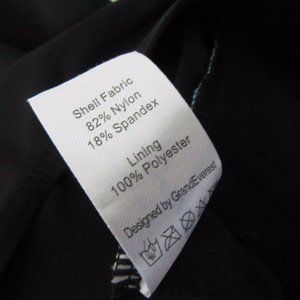 Shell Fabric
82% Nylon
18% Spandex
Lining
100% Polyester
Designed by GrandEverest